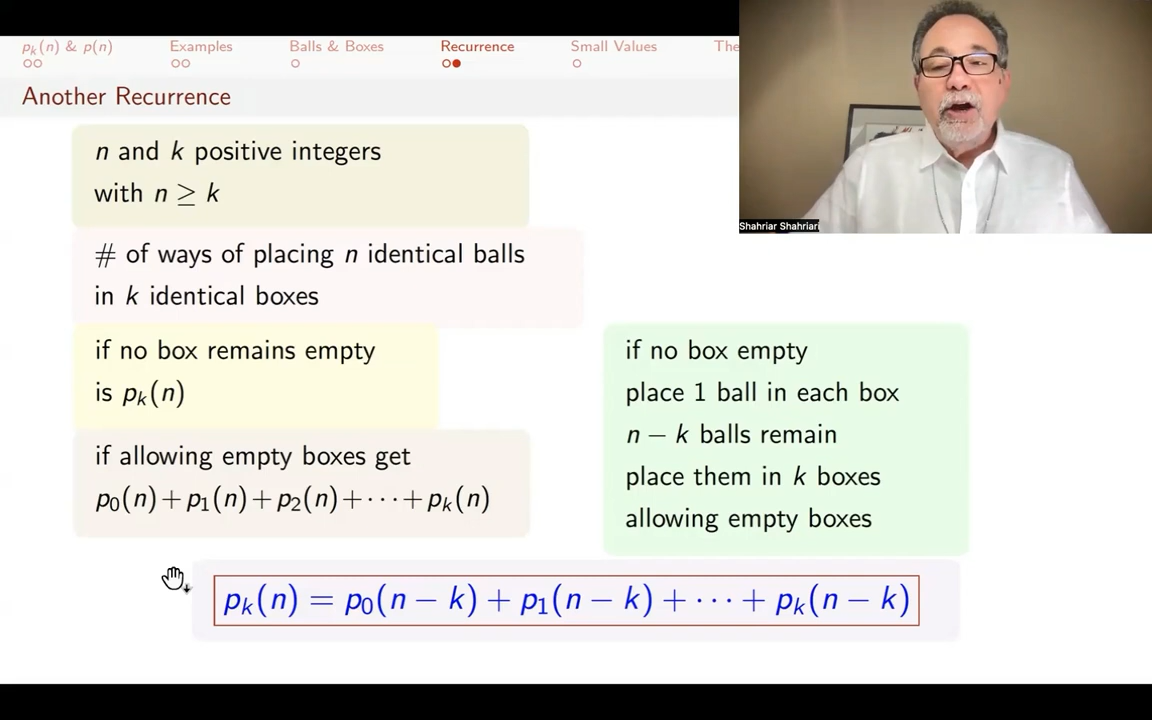 pₖ(n) & p(n) Examples Balls & Boxes Recurrence Small Values The
Another Recurrence
n and k positive integers
with n ≥ k
# of ways of placing n identical balls
in k identical boxes
if no box remains empty
is pₖ(n)
if allowing empty boxes get
p₀(n)+p₁(n)+p₂(n)+⋯+pₖ(n)
if no box empty
place 1 ball in each box
n − k balls remain
place them in k boxes
allowing empty boxes
pₖ(n) = p₀(n − k) + p₁(n − k) + ⋯ + pₖ(n − k)
Shahriar Shahriari